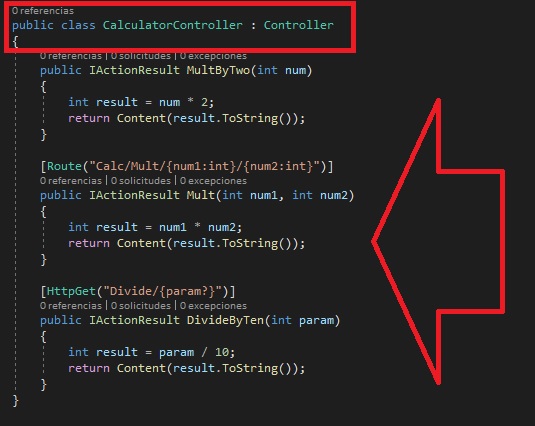 0 referencias
public class CalculatorController : Controller
{
0 referencias | 0 solicitudes | 0 excepciones
public IActionResult MultByTwo(int num)
{
int result = num * 2;
return Content(result.ToString());
}
[Route("Calc/Mult/{num1:int}/{num2:int}")]
0 referencias | 0 solicitudes | 0 excepciones
public IActionResult Mult(int num1, int num2)
{
int result = num1 * num2;
return Content(result.ToString());
}
[HttpGet("Divide/{param?}")]
0 referencias | 0 solicitudes | 0 excepciones
public IActionResult DivideByTen(int param)
{
int result = param / 10;
return Content(result.ToString());
}
}